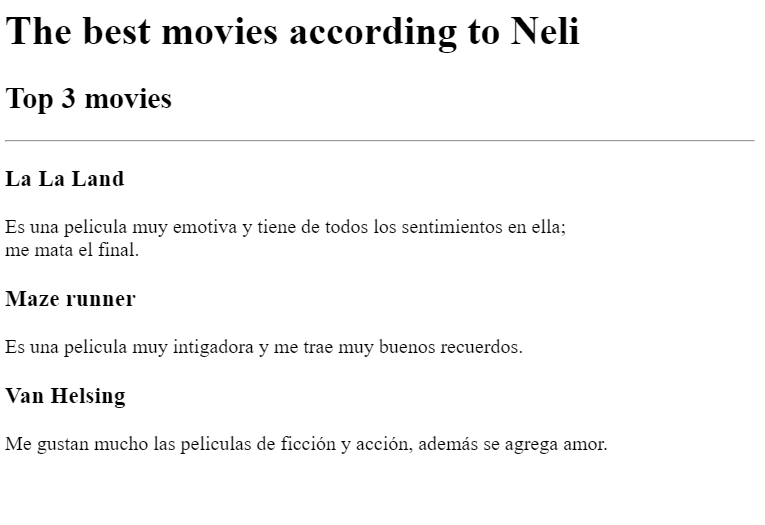 The best movies according to Neli
Top 3 movies
La La Land
Es una pelicula muy emotiva y tiene de todos los sentimientos en ella;
me mata el final.
Maze runner
Es una pelicula muy intigadora y me trae muy buenos recuerdos.
Van Helsing
Me gustan mucho las peliculas de ficción y acción, además se agrega amor.